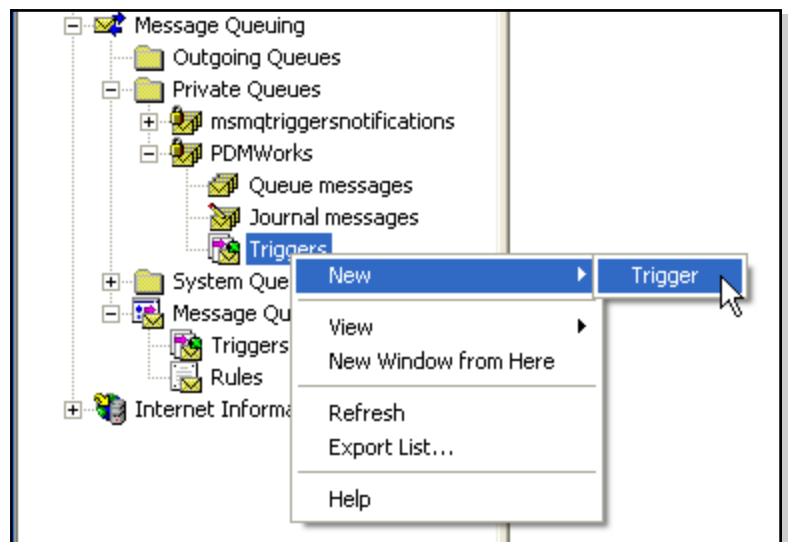 Message Queuing
Outgoing Queues
Private Queues
msmqtriggersnotifications
PDMWorks
Queue messages
Journal messages
Triggers
System Que
Message Qu
Triggers
Rules
Internet Informa
New
View
New Window from Here
Refresh
Export List...
Help
Trigger